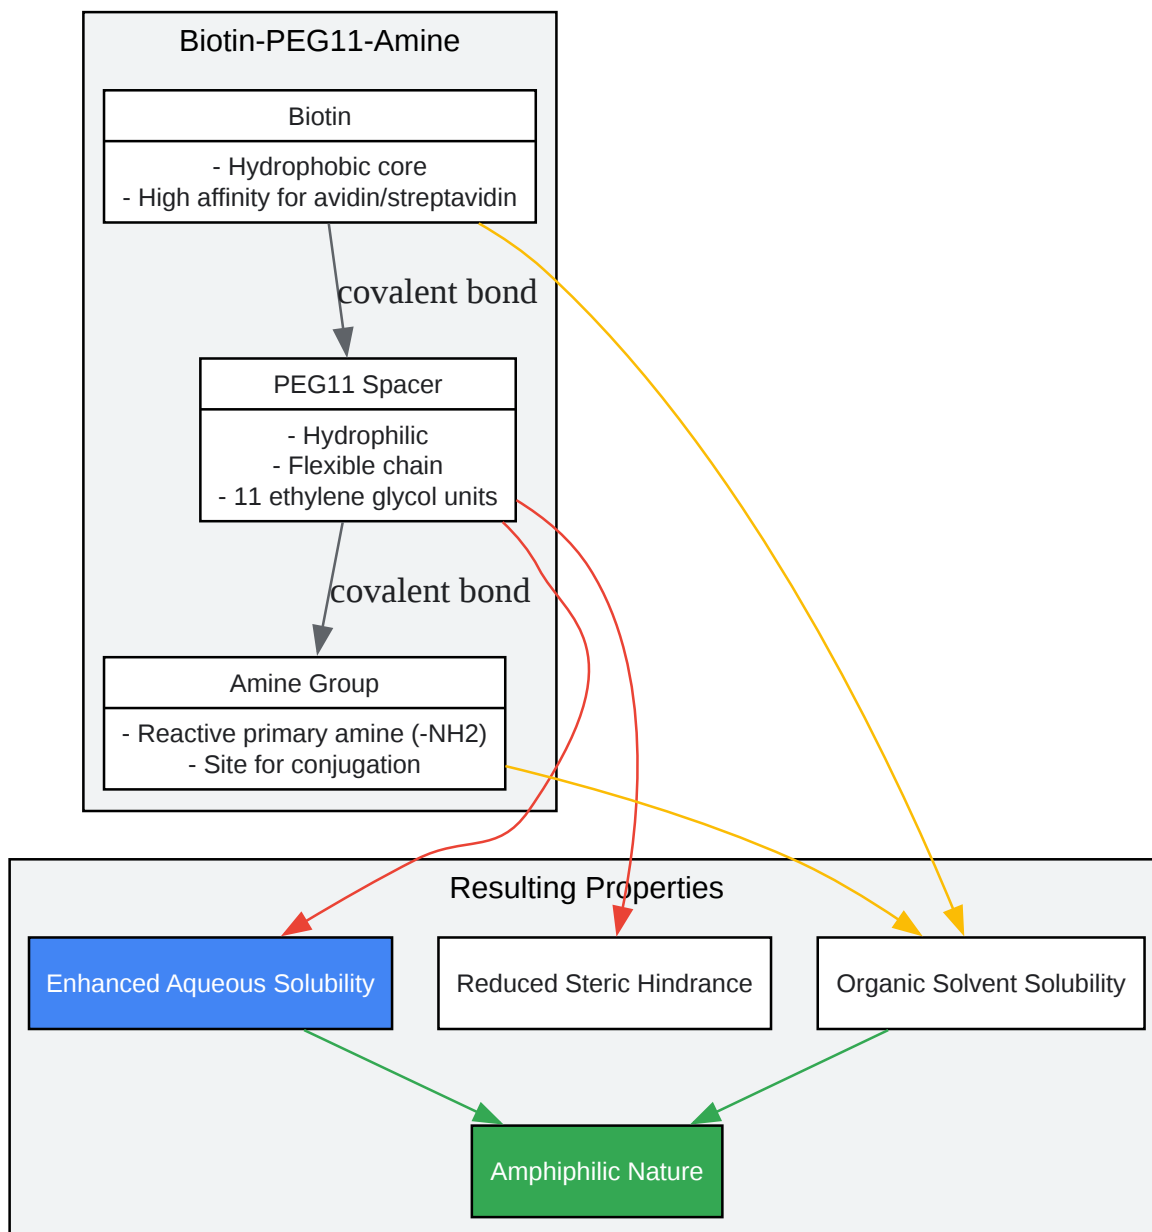 Biotin-PEG11-Amine
Biotin
- Hydrophobic core
- High affinity for avidin/streptavidin
covalent bond
PEG11 Spacer
- Hydrophilic
- Flexible chain
- 11 ethylene glycol units
covalent bond
Amine Group
- Reactive primary amine (-NH2)
- Site for conjugation
Resulting Properties
Enhanced Aqueous Solubility
Reduced Steric Hindrance
Organic Solvent Solubility
Amphiphilic Nature